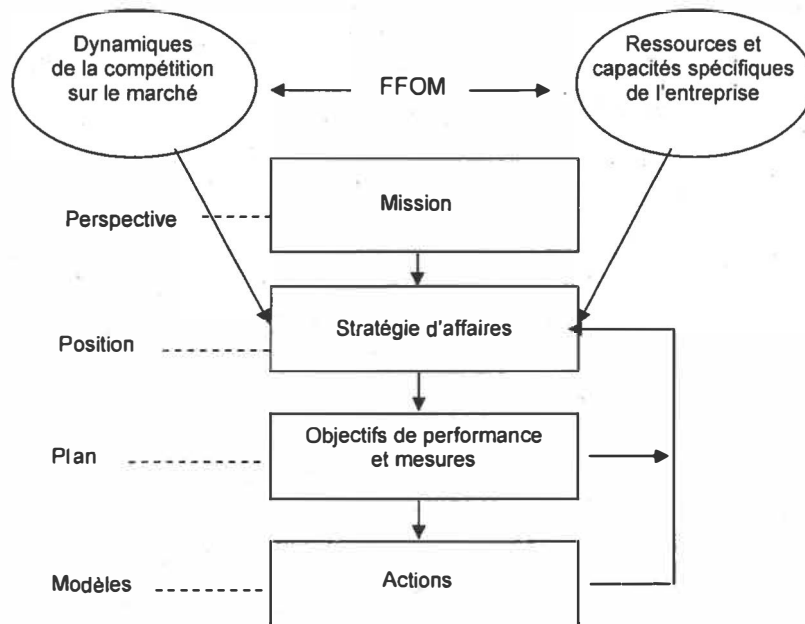 Dynamiques
de la compétition
sur le marché
FFOM
Ressources et
capacités spécifiques
de l'entreprise
Perspective
Mission
Position
Stratégie d'affaires
Plan
Objectifs de performance
et mesures
Modèles
Actions